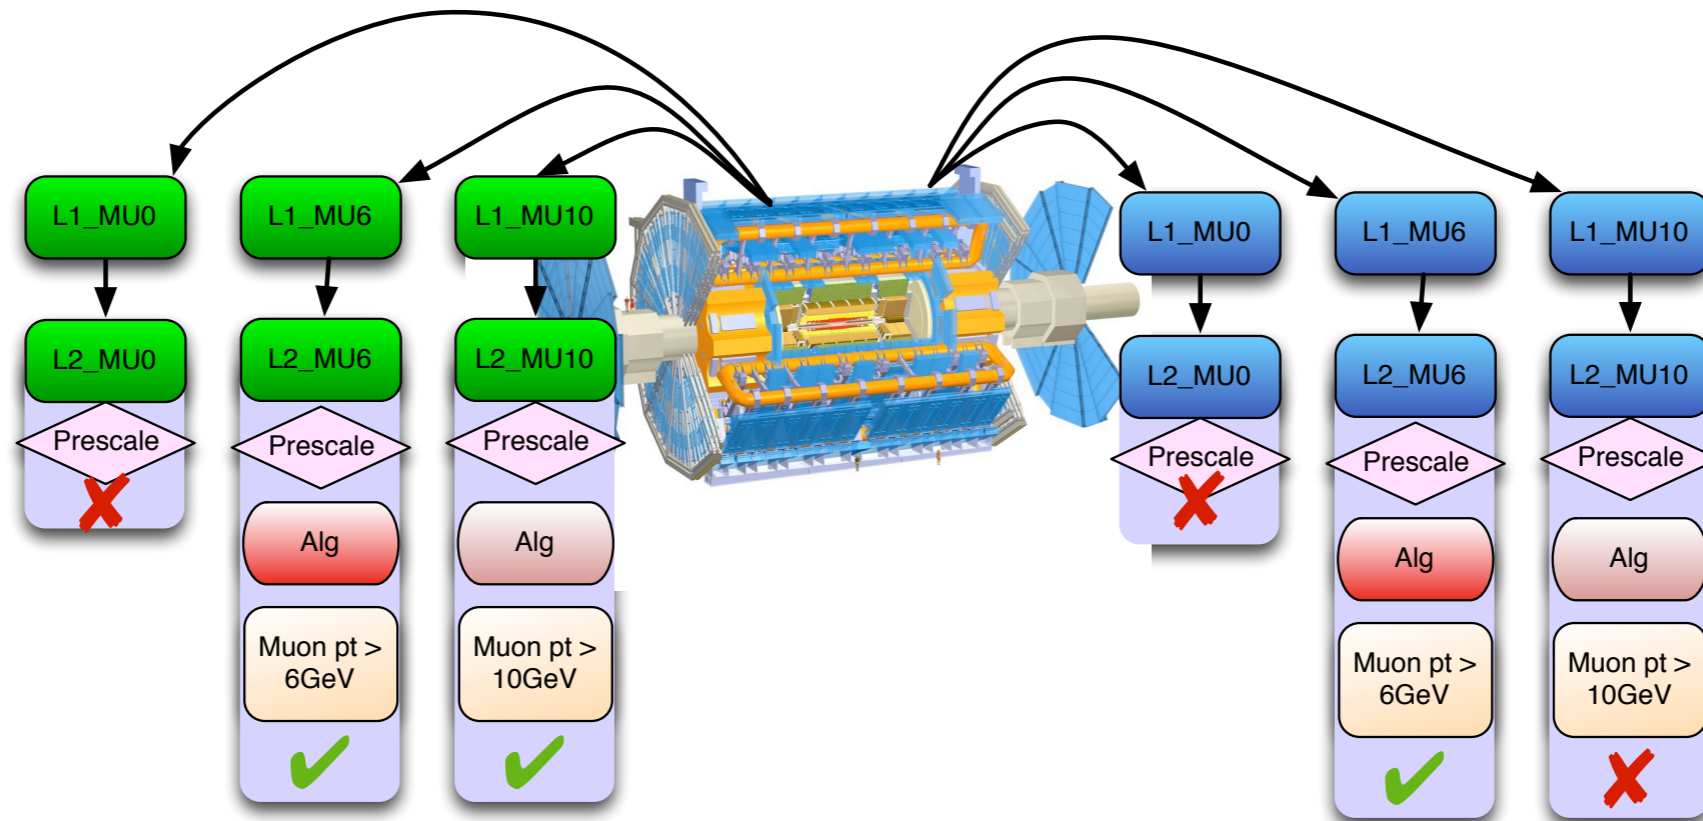 L1_MU0
L1_MU6
L1_MU10
L1_MU0
L1_MU6
L1_MU10
L2_MU0
L2_MU6
L2_MU10
L2_MU0
L2_MU6
L2_MU10
Prescale
Prescale
Prescale
Prescale
Prescale
Prescale
Alg
Alg
Alg
Alg
Muon pt >
6GeV
Muon pt >
10GeV
Muon pt >
6GeV
Muon pt >
10GeV